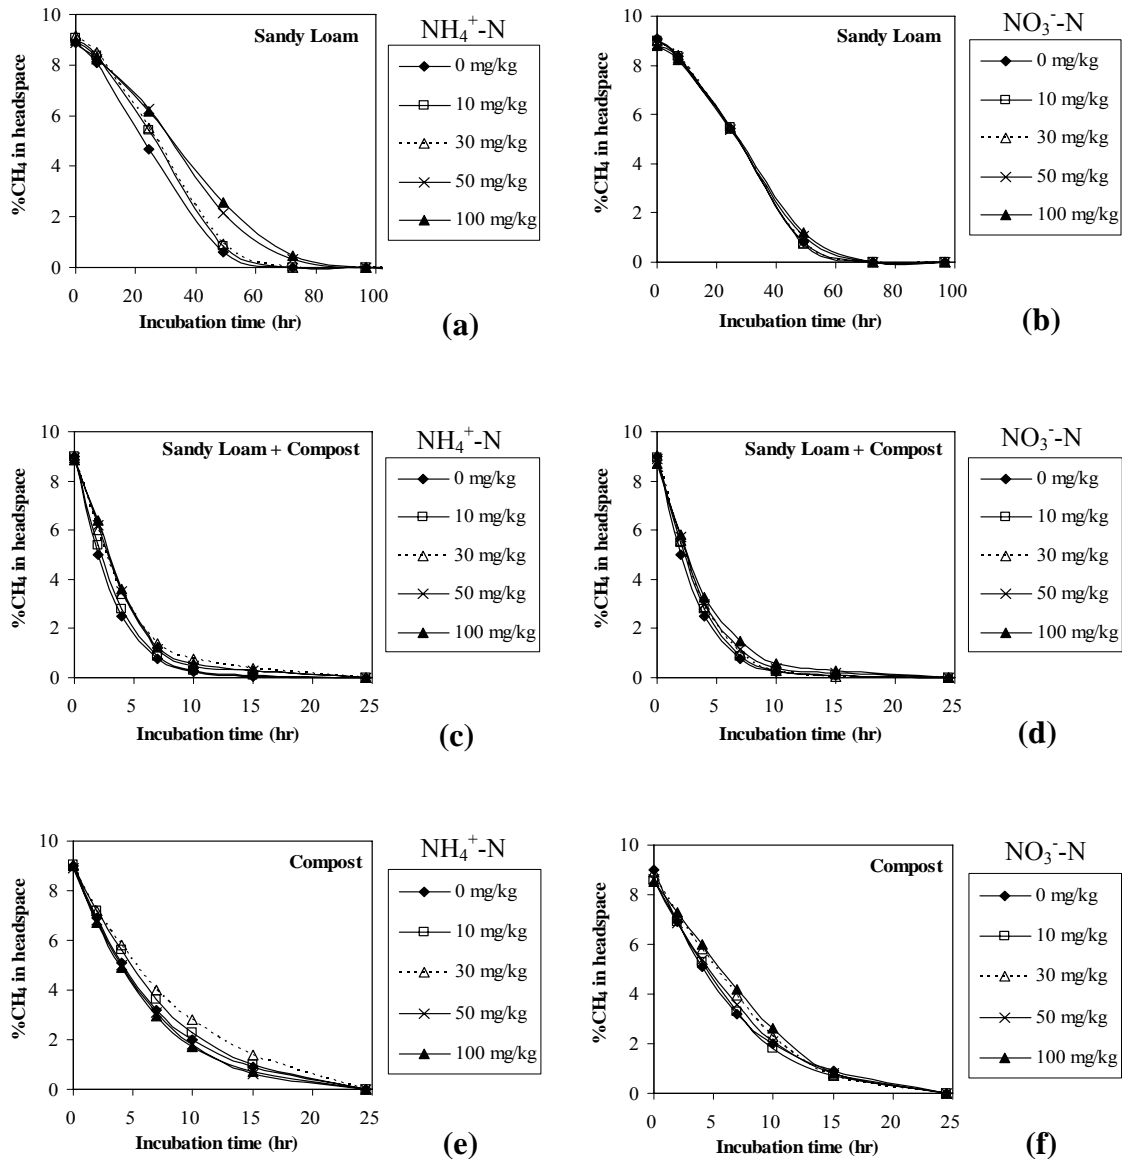 Sandy Loam
%CH₄ in headspace
10
8
6
4
2
0
0 20 40 60 80 100
Incubation time (hr)
NH₄⁺-N
0 mg/kg
10 mg/kg
30 mg/kg
50 mg/kg
100 mg/kg
(a)
Sandy Loam
%CH₄ in headspace
10
8
6
4
2
0
0 20 40 60 80 100
Incubation time (hr)
NO₃⁻-N
0 mg/kg
10 mg/kg
30 mg/kg
50 mg/kg
100 mg/kg
(b)
Sandy Loam + Compost
%CH₄ in headspace
10
8
6
4
2
0
0 5 10 15 20 25
Incubation time (hr)
NH₄⁺-N
0 mg/kg
10 mg/kg
30 mg/kg
50 mg/kg
100 mg/kg
(c)
Sandy Loam + Compost
%CH₄ in headspace
10
8
6
4
2
0
0 5 10 15 20 25
Incubation time (hr)
NO₃⁻-N
0 mg/kg
10 mg/kg
30 mg/kg
50 mg/kg
100 mg/kg
(d)
Compost
%CH₄ in headspace
10
8
6
4
2
0
0 5 10 15 20 25
Incubation time (hr)
NH₄⁺-N
0 mg/kg
10 mg/kg
30 mg/kg
50 mg/kg
100 mg/kg
(e)
Compost
%CH₄ in headspace
10
8
6
4
2
0
0 5 10 15 20 25
Incubation time (hr)
NO₃⁻-N
0 mg/kg
10 mg/kg
30 mg/kg
50 mg/kg
100 mg/kg
(f)